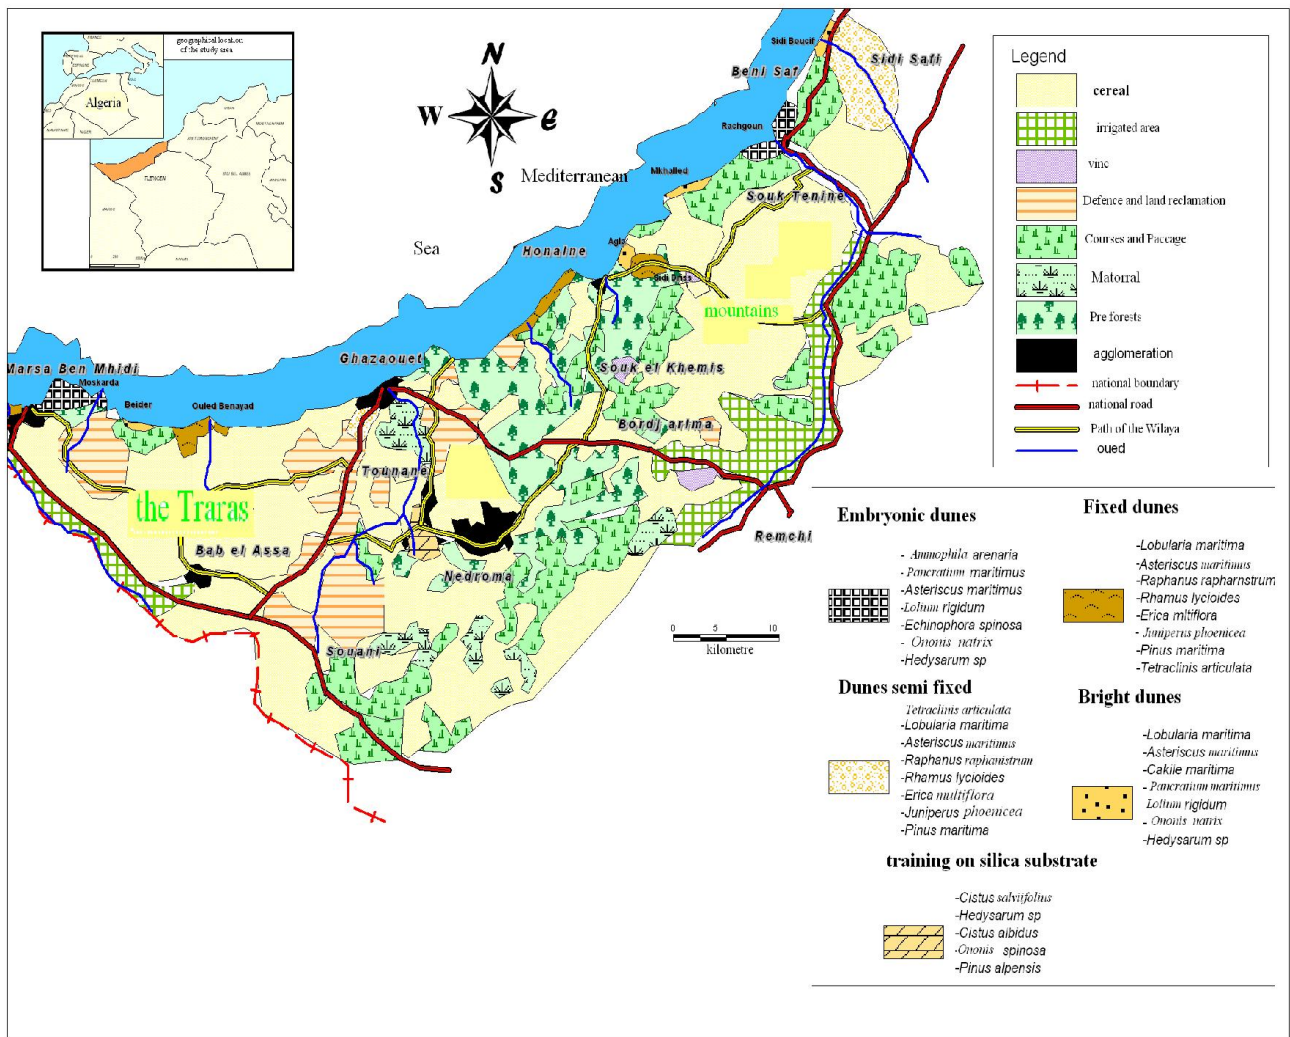 geographical location
of the study area
Algeria
TLEMCEN
N
W
e
S
Mediterranean
Sea
Sidi Boucif
Sidi Safi
Beni Saf
Rachgoun
Mkhalled
Souk Tenine
Honaine
Agla
Sidi Driss
mountains
Ghazaouet
Souk el Khemis
Marsa Ben Mhidi
Moskarda
Beider
Ouled Benayad
Bordj arima
Tounane
the Traras
Bab el Assa
Nedroma
Remchi
Souani
0 5 10
kilometre
Legend
cereal
irrigated area
vine
Defence and land reclamation
Courses and Paccage
Matorral
Pre forests
agglomeration
national boundary
national road
Path of the Wilaya
oued
Embryonic dunes
- Ammophila arenaria
- Pancratium maritimus
-Asteriscus maritimus
-Lolium rigidum
-Echinophora spinosa
- Ononis natrix
-Hedysarum sp
Fixed dunes
-Lobularia maritima
-Asteriscus maritimus
-Raphanus rapharnstrum
-Rhamus lycioides
-Erica mltiflora
- Juniperus phoenicea
-Pinus maritima
-Tetraclinis articulata
Dunes semi fixed
Tetraclinis articulata
-Lobularia maritima
-Asteriscus maritimus
-Raphanus raphanistrum
-Rhamus lycioides
-Erica multiflora
-Juniperus phoenicea
-Pinus maritima
Bright dunes
-Lobularia maritima
-Asteriscus maritimus
-Cakile maritima
- Pancratium maritimus
Lolium rigidum
- Ononis natrix
-Hedysarum sp
training on silica substrate
-Cistus salviifolius
-Hedysarum sp
-Cistus albidus
-Ononis spinosa
-Pinus alpensis